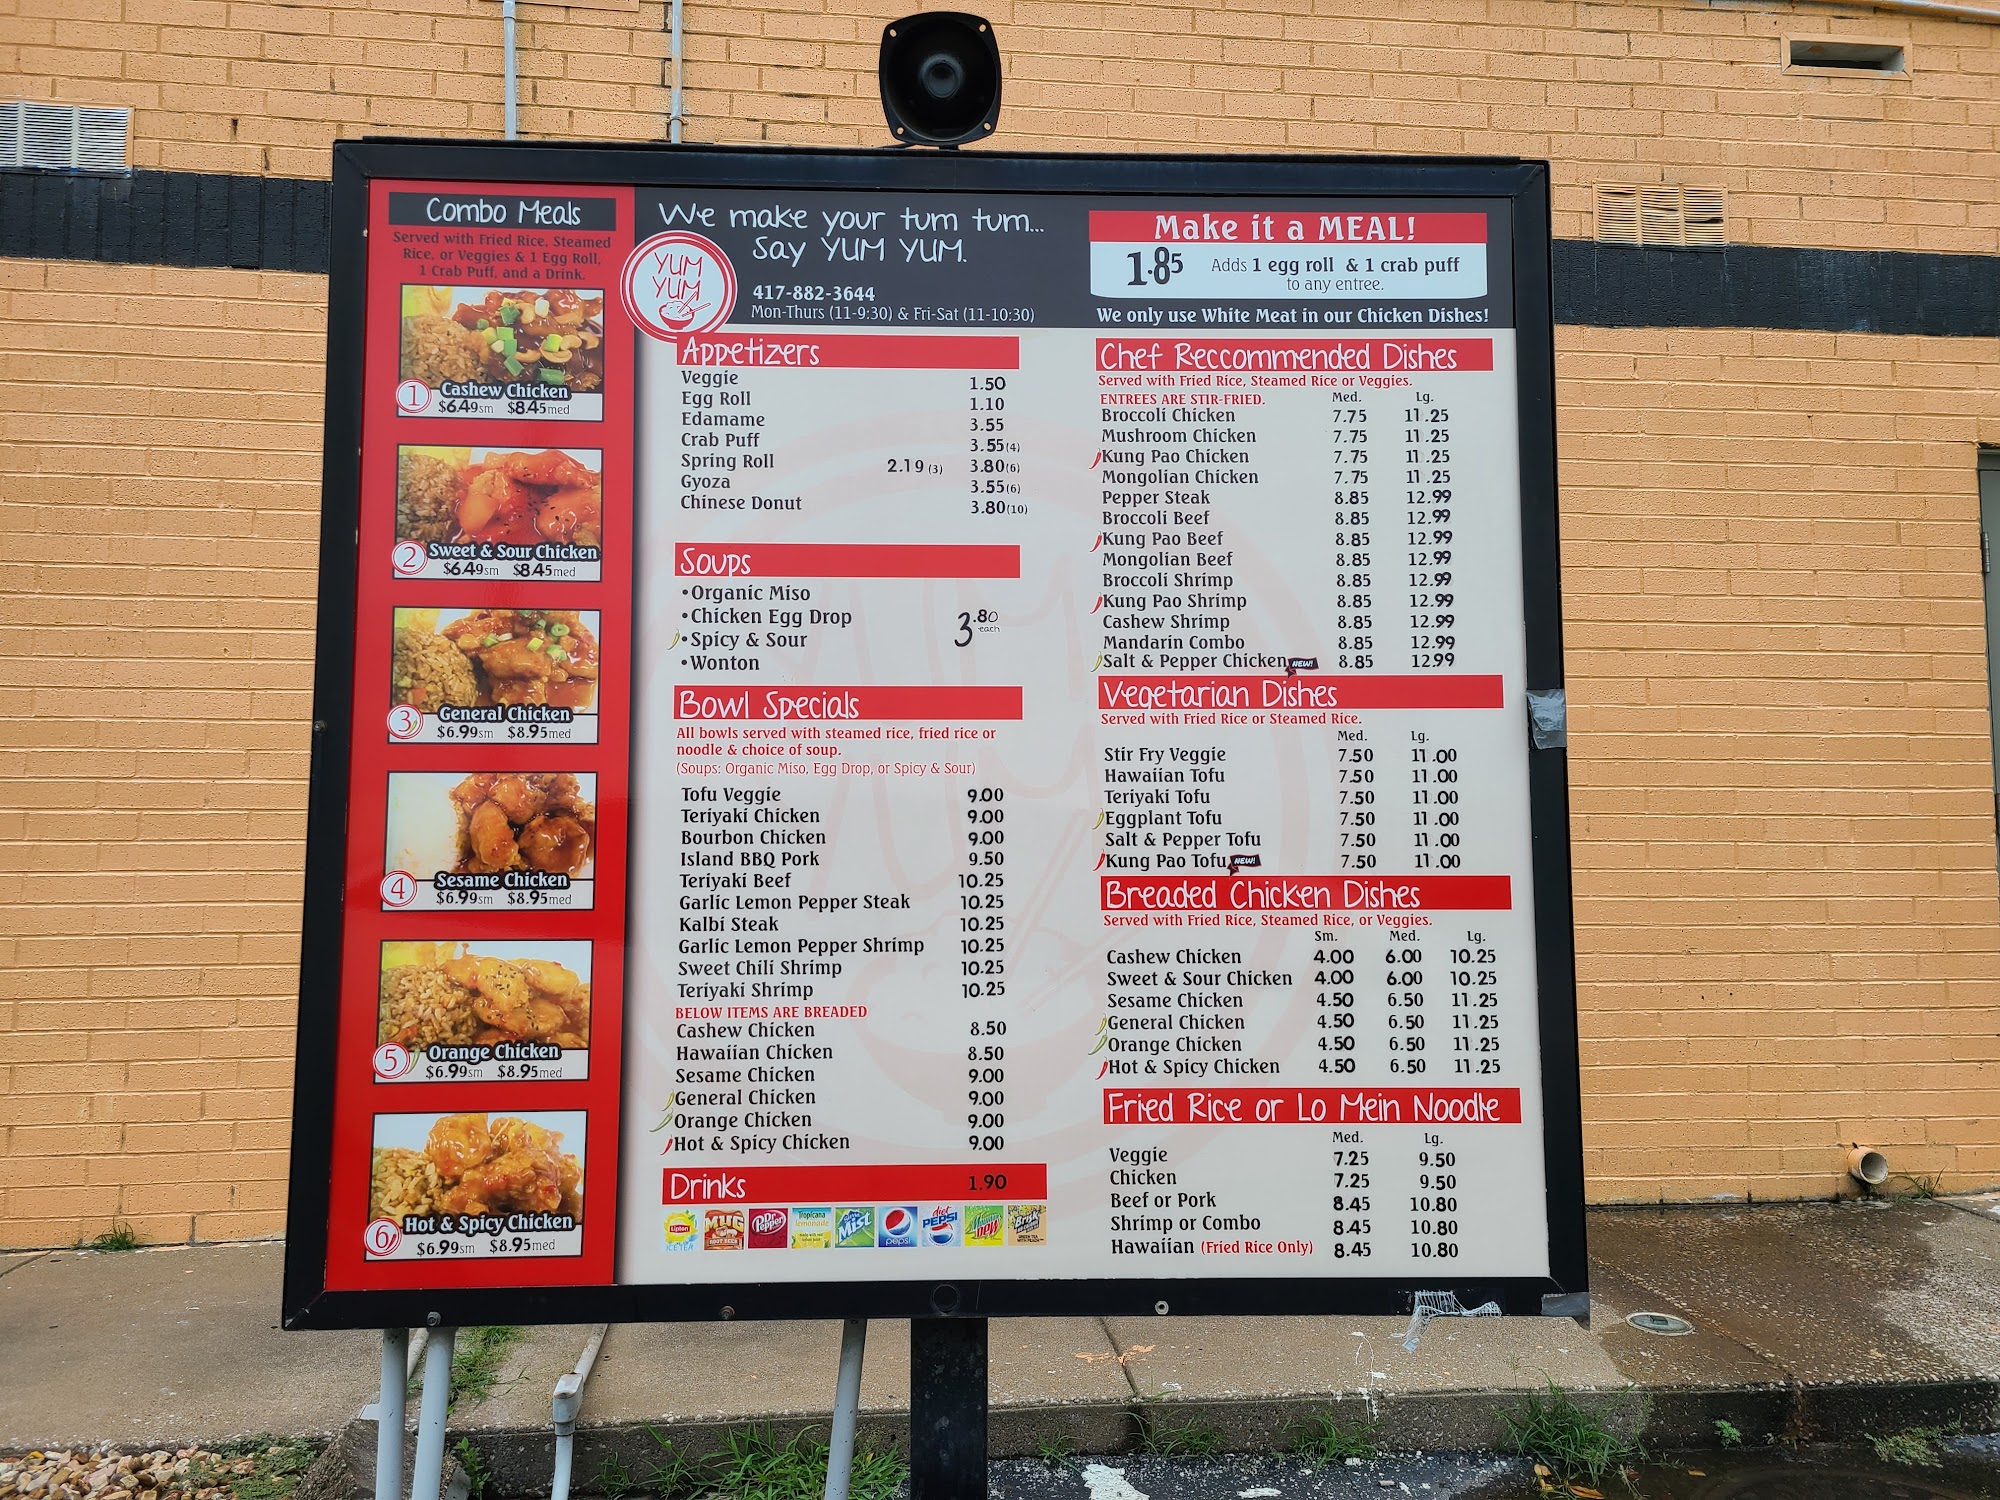 Combo Meals
Served with Fried Rice, Steamed
Rice, or Veggies & 1 Egg Roll,
1 Crab Puff, and a Drink.
1 Cashew Chicken
$6.49sm $8.45med
2 Sweet & Sour Chicken
$6.49sm $8.45med
3 General Chicken
$6.99sm $8.95med
4 Sesame Chicken
$6.99sm $8.95med
5 Orange Chicken
$6.99sm $8.95med
6 Hot & Spicy Chicken
$6.99sm $8.95med
We make your tum tum...
Say YUM YUM.
YUM
YUM
417-882-3644
Mon-Thurs (11-9:30) & Fri-Sat (11-10:30)
Appetizers
Veggie 1.50
Egg Roll 1.10
Edamame 3.55
Crab Puff 3.55(4)
Spring Roll 2.19 (3) 3.80(6)
Gyoza 3.55(6)
Chinese Donut 3.80(10)
Soups
•Organic Miso
•Chicken Egg Drop 3.80 each
•Spicy & Sour
•Wonton
Bowl Specials
All bowls served with steamed rice, fried rice or
noodle & choice of soup.
(Soups: Organic Miso, Egg Drop, or Spicy & Sour)
Tofu Veggie 9.00
Teriyaki Chicken 9.00
Bourbon Chicken 9.00
Island BBQ Pork 9.50
Teriyaki Beef 10.25
Garlic Lemon Pepper Steak 10.25
Kalbi Steak 10.25
Garlic Lemon Pepper Shrimp 10.25
Sweet Chili Shrimp 10.25
Teriyaki Shrimp 10.25
BELOW ITEMS ARE BREADED
Cashew Chicken 8.50
Hawaiian Chicken 8.50
Sesame Chicken 9.00
General Chicken 9.00
Orange Chicken 9.00
Hot & Spicy Chicken 9.00
Drinks 1.90
Lipton
ICE TEA
MUG
ROOT BEER
Dr Pepper
Tropicana
lemonade
Mist
pepsi
diet
PEPSI
Mountain
Dew
Brisk
Make it a MEAL!
1.85 Adds 1 egg roll & 1 crab puff
to any entree.
We only use White Meat in our Chicken Dishes!
Chef Reccommended Dishes
Served with Fried Rice, Steamed Rice or Veggies.
ENTREES ARE STIR-FRIED. Med. Lg.
Broccoli Chicken 7.75 11.25
Mushroom Chicken 7.75 11.25
Kung Pao Chicken 7.75 11.25
Mongolian Chicken 7.75 11.25
Pepper Steak 8.85 12.99
Broccoli Beef 8.85 12.99
Kung Pao Beef 8.85 12.99
Mongolian Beef 8.85 12.99
Broccoli Shrimp 8.85 12.99
Kung Pao Shrimp 8.85 12.99
Cashew Shrimp 8.85 12.99
Mandarin Combo 8.85 12.99
Salt & Pepper Chicken NEW! 8.85 12.99
Vegetarian Dishes
Served with Fried Rice or Steamed Rice.
Med. Lg.
Stir Fry Veggie 7.50 11.00
Hawaiian Tofu 7.50 11.00
Teriyaki Tofu 7.50 11.00
Eggplant Tofu 7.50 11.00
Salt & Pepper Tofu 7.50 11.00
Kung Pao Tofu NEW! 7.50 11.00
Breaded Chicken Dishes
Served with Fried Rice, Steamed Rice, or Veggies.
Sm. Med. Lg.
Cashew Chicken 4.00 6.00 10.25
Sweet & Sour Chicken 4.00 6.00 10.25
Sesame Chicken 4.50 6.50 11.25
General Chicken 4.50 6.50 11.25
Orange Chicken 4.50 6.50 11.25
Hot & Spicy Chicken 4.50 6.50 11.25
Fried Rice or Lo Mein Noodle
Med. Lg.
Veggie 7.25 9.50
Chicken 7.25 9.50
Beef or Pork 8.45 10.80
Shrimp or Combo 8.45 10.80
Hawaiian (Fried Rice Only) 8.45 10.80